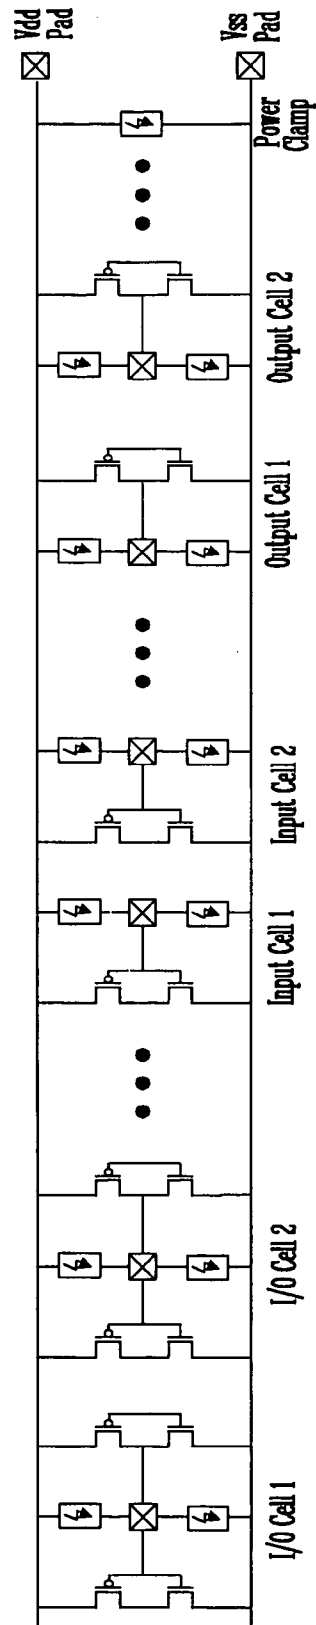 Vdd
Pad
Vss
Pad
Power
Clamp
Output Cell 2
Output Cell 1
Input Cell 2
Input Cell 1
I/O Cell 2
I/O Cell 1